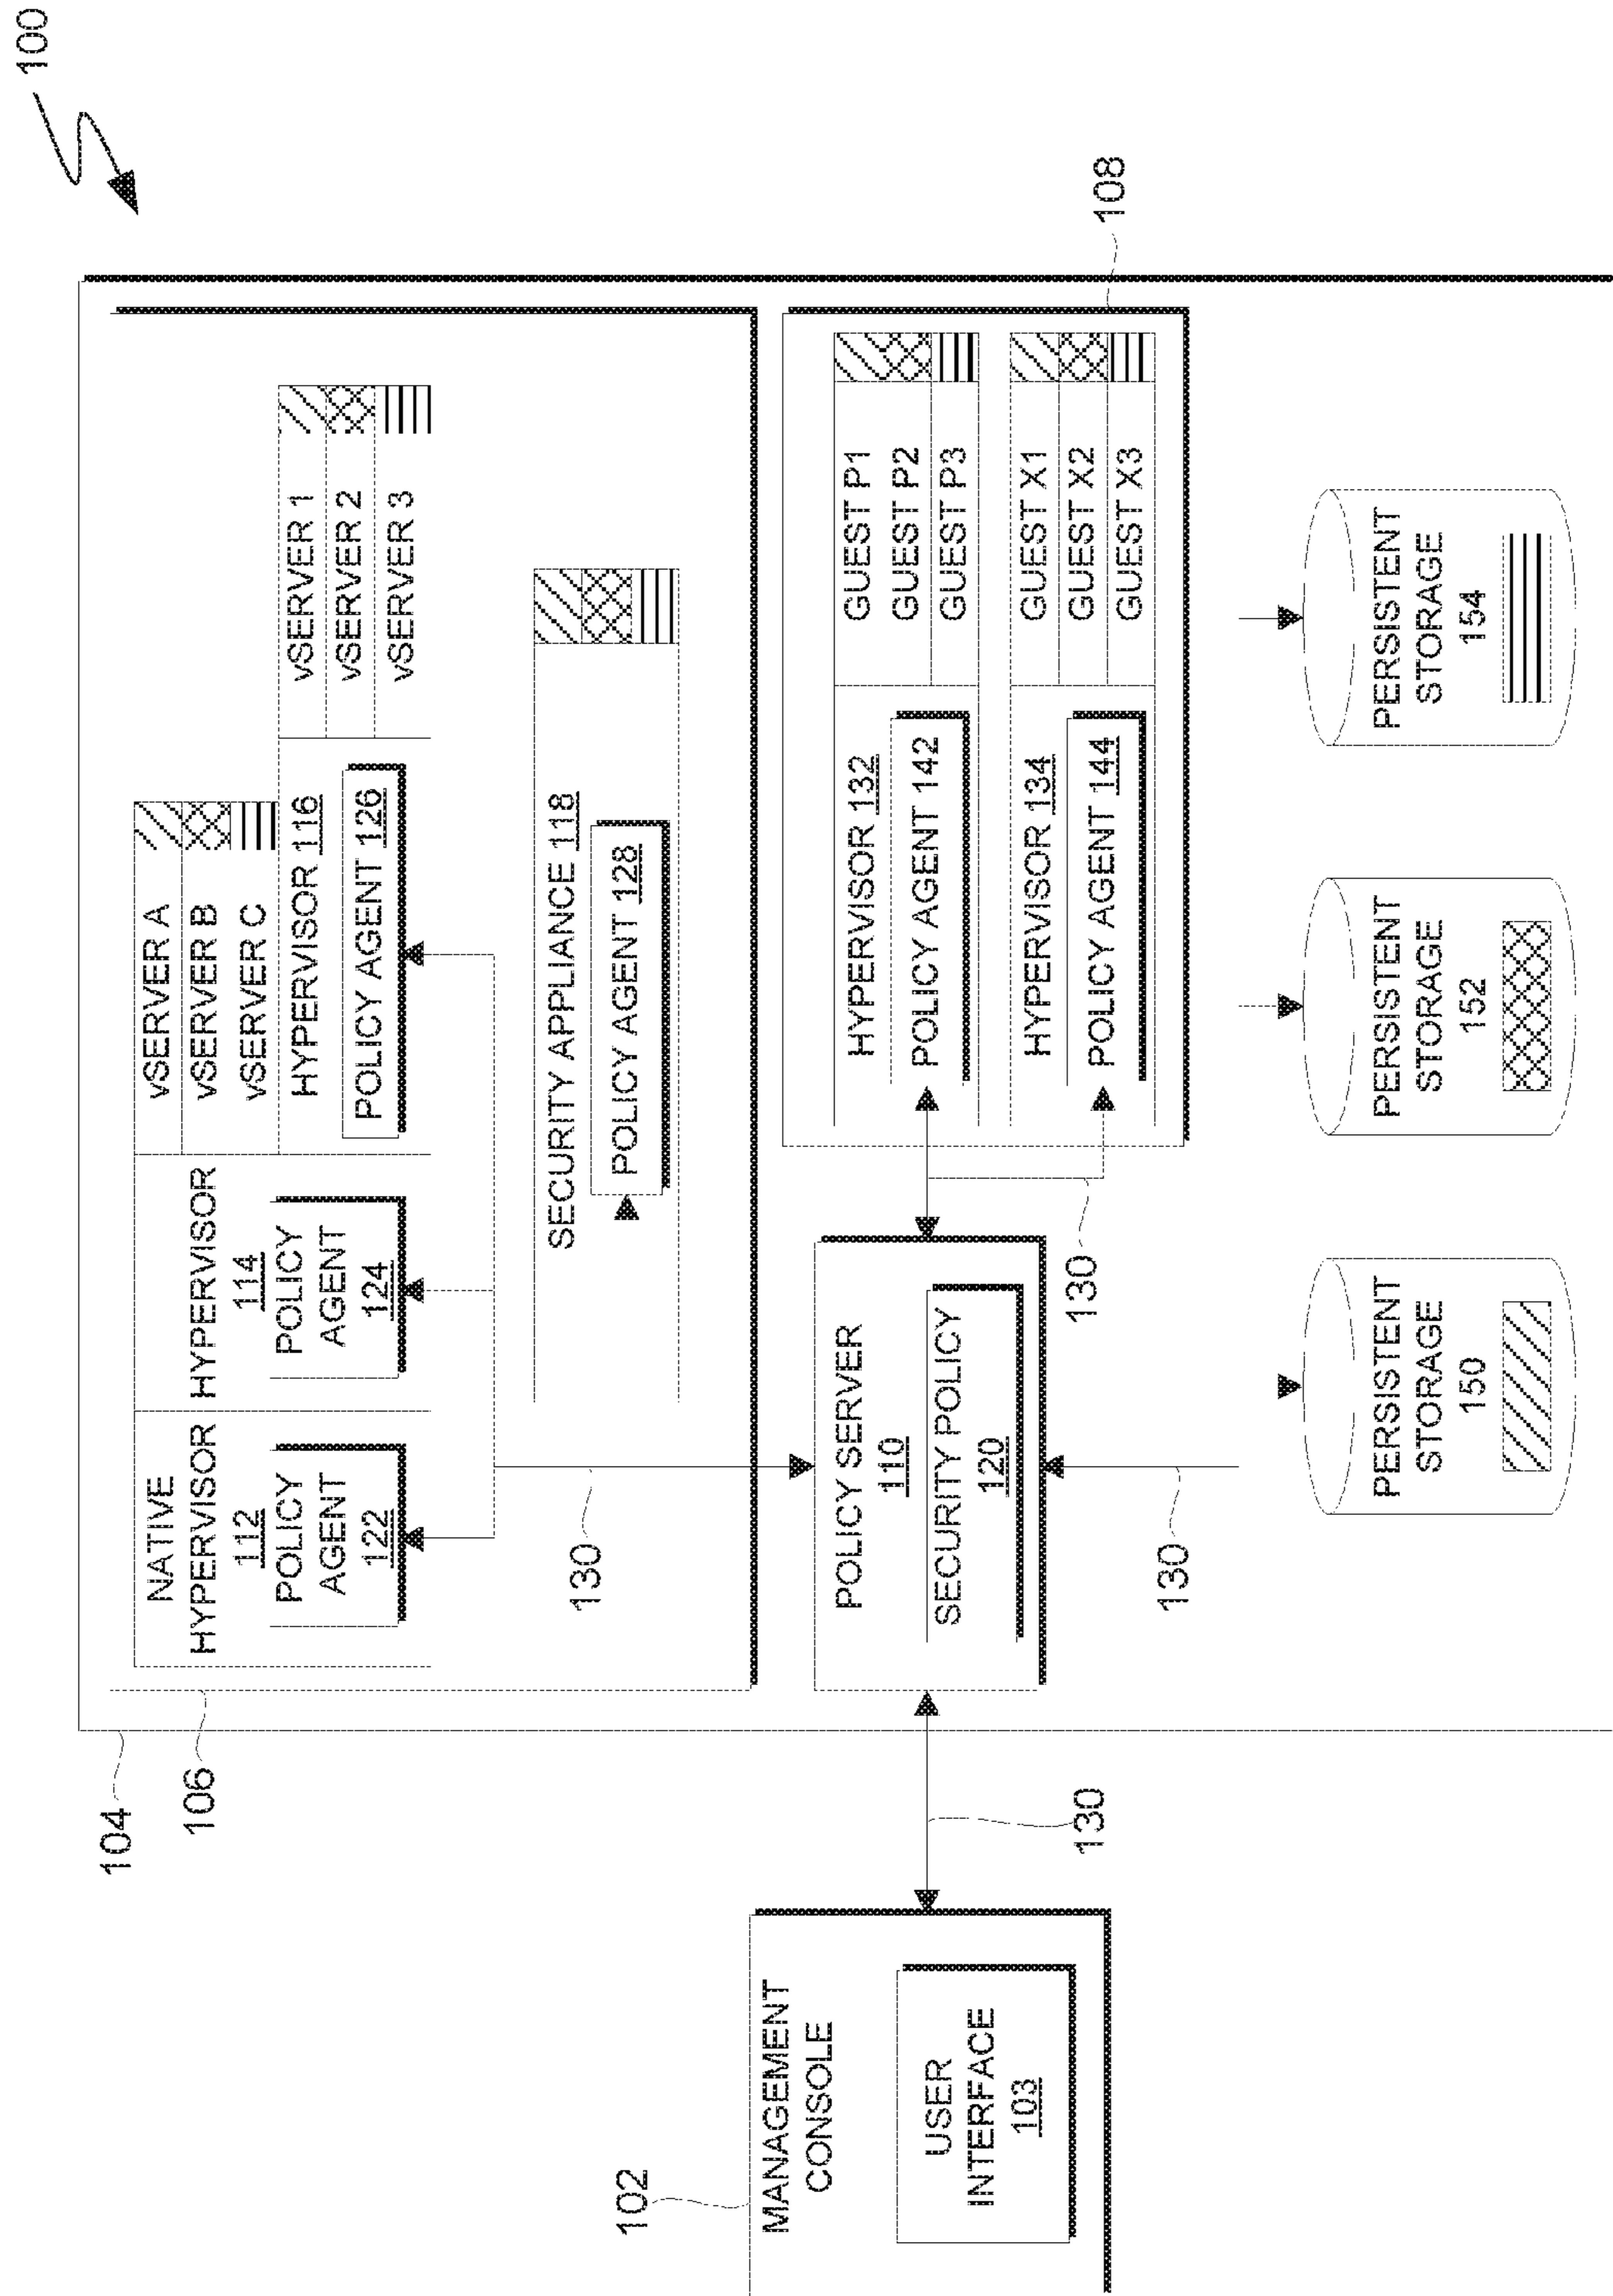 100
104
106
NATIVE
HYPERVISOR
112
POLICY
AGENT
122
HYPERVISOR
114
POLICY
AGENT
124
vSERVER A
vSERVER B
vSERVER C
HYPERVISOR 116
POLICY AGENT 126
vSERVER 1
vSERVER 2
vSERVER 3
130
SECURITY APPLIANCE 118
POLICY AGENT 128
102
MANAGEMENT
CONSOLE
USER
INTERFACE
103
130
POLICY SERVER
110
SECURITY POLICY
120
130
108
HYPERVISOR 132
POLICY AGENT 142
GUEST P1
GUEST P2
GUEST P3
HYPERVISOR 134
POLICY AGENT 144
GUEST X1
GUEST X2
GUEST X3
130
PERSISTENT
STORAGE
150
PERSISTENT
STORAGE
152
PERSISTENT
STORAGE
154